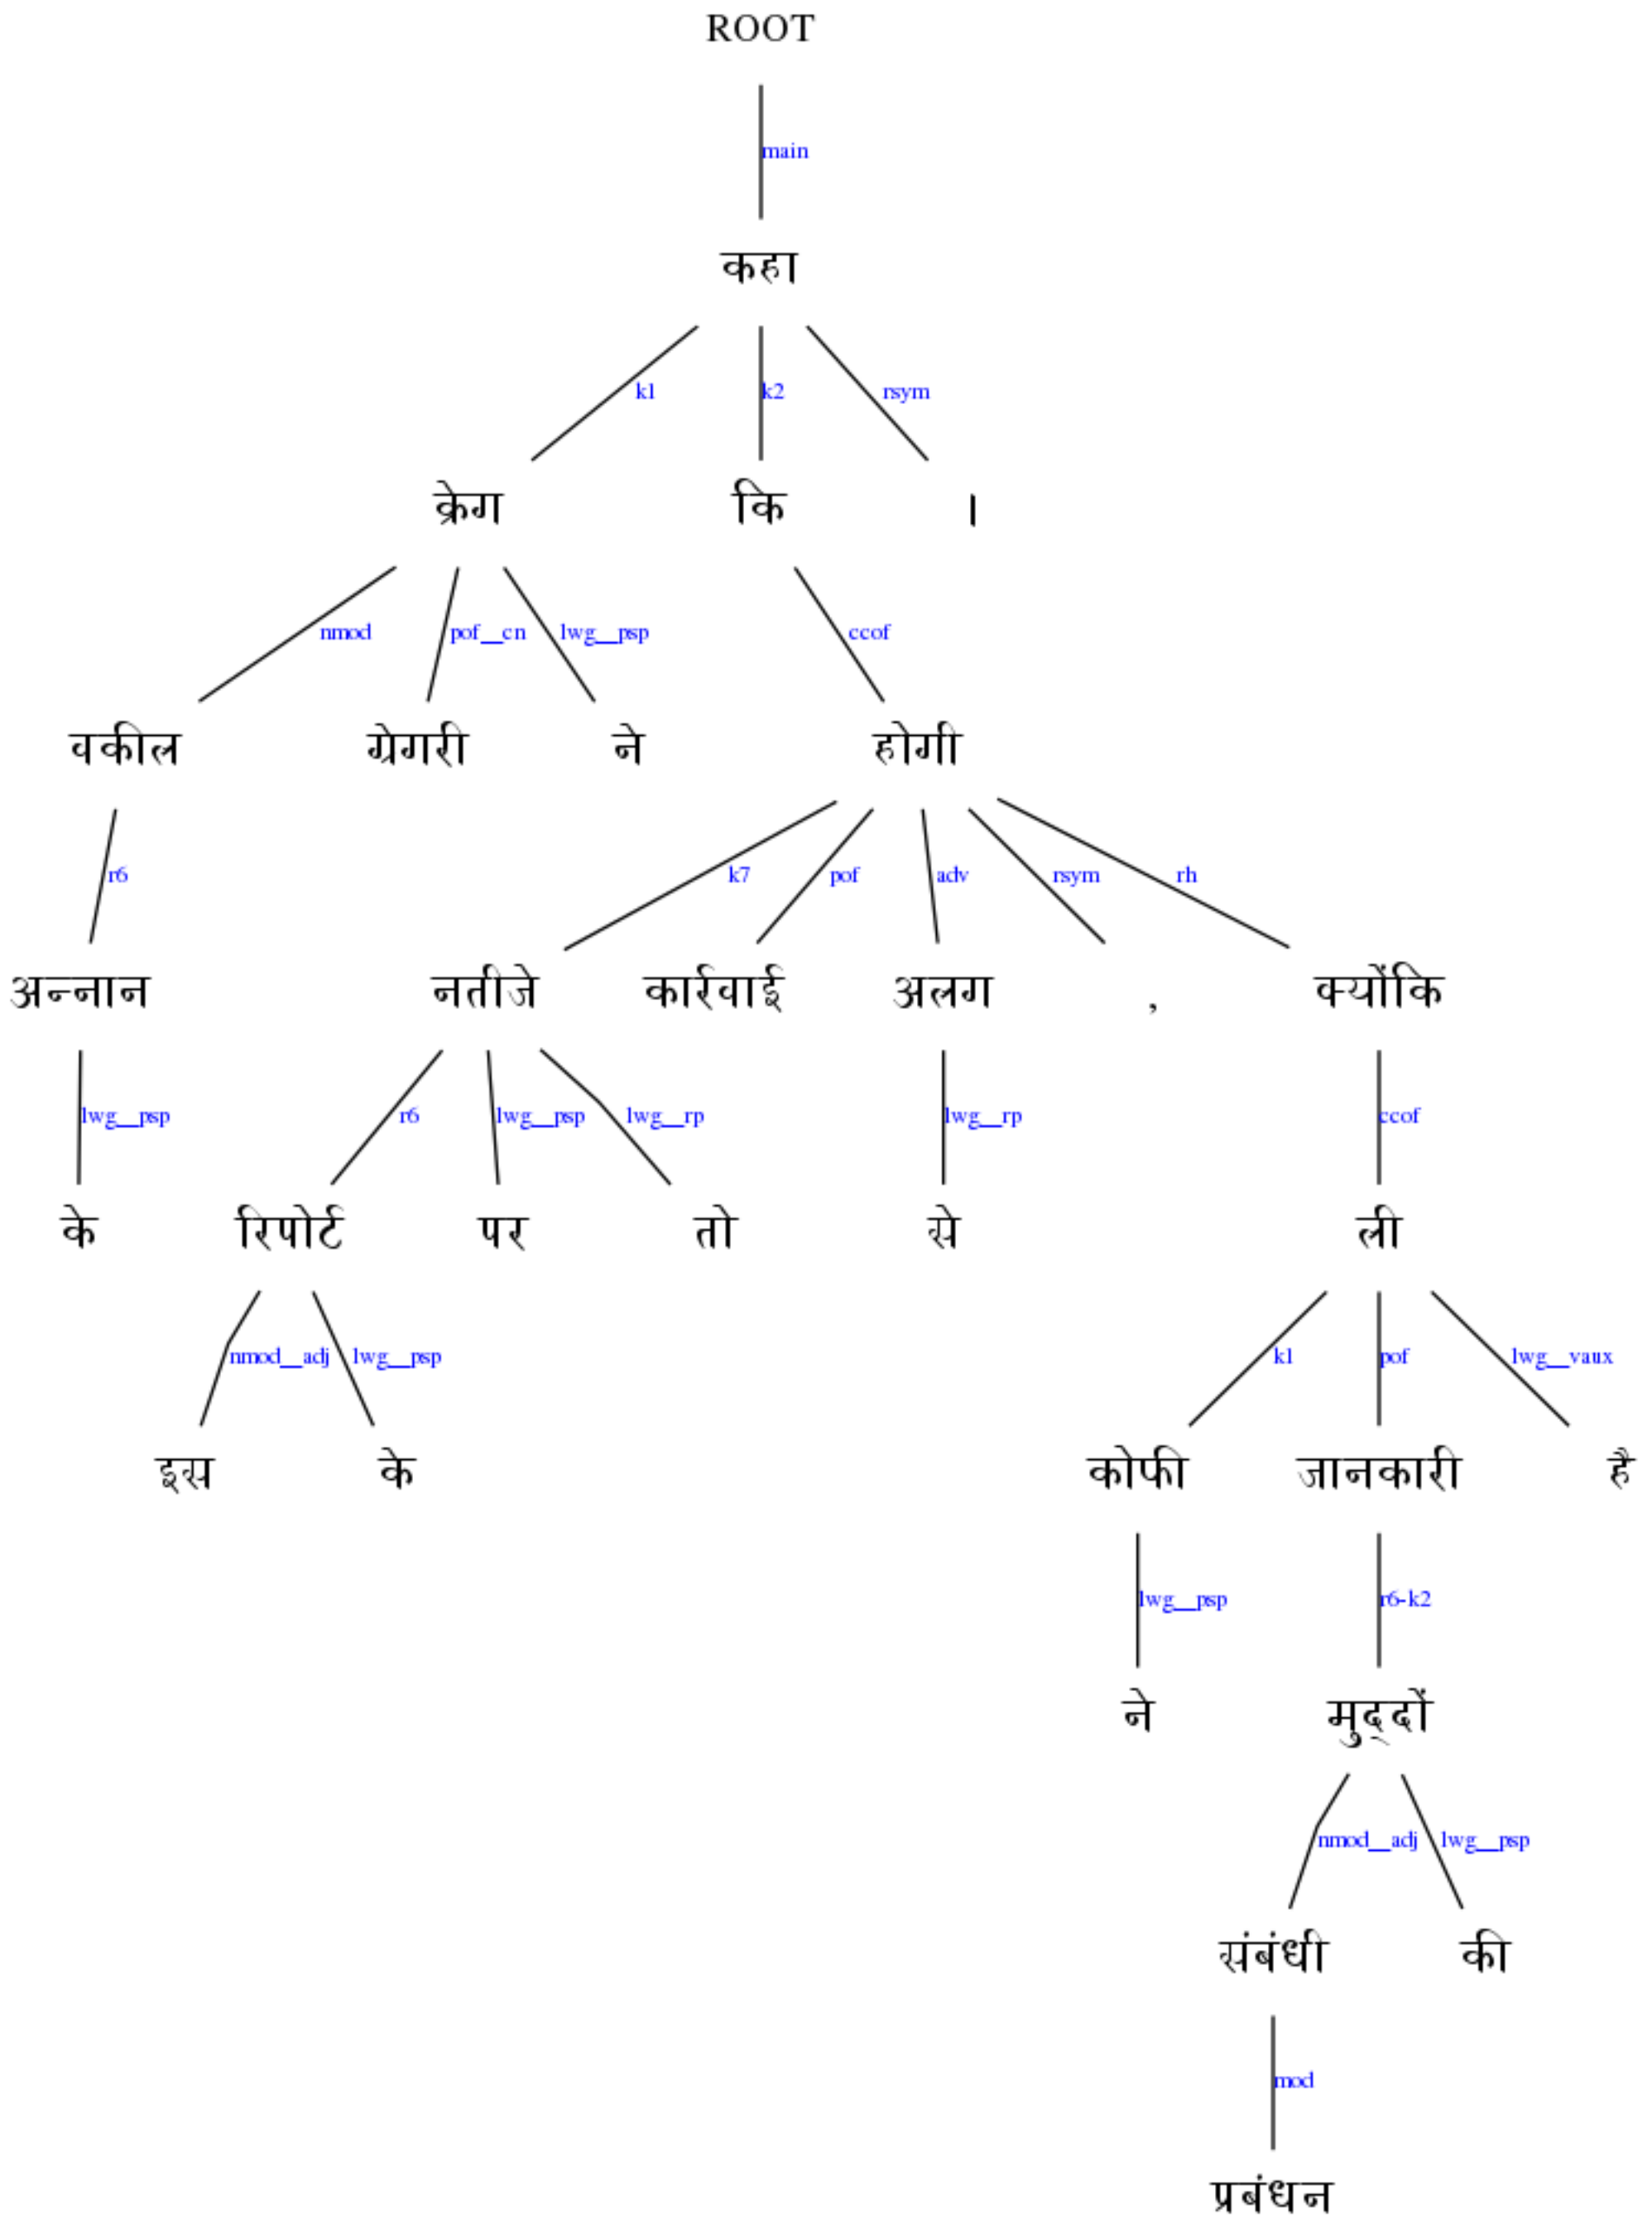 ROOT
main
कहा
k1 k2 rsym
क्रेग कि ।
nmod pof__cn lwg__psp ccof
वकील ग्रेगरी ने होगी
r6 k7 pof adv rsym rh
अन्नान नतीजे कार्रवाई अलग , क्योंकि
lwg__psp r6 lwg__psp lwg__rp lwg__rp ccof
के रिपोर्ट पर तो से ली
nmod__adj lwg__psp k1 pof lwg__vaux
इस के कोफी जानकारी है
lwg__psp r6-k2
ने मुद्दों
nmod__adj lwg__psp
संबंधी की
mod
प्रबंधन